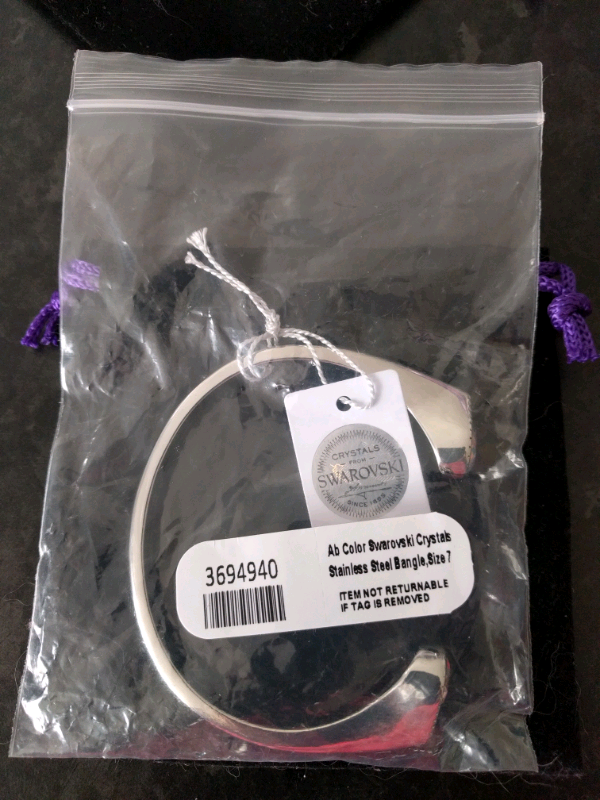 CRYSTALS
FROM
SWAROVSKI
SINCE 1895
3694940
Ab Color Swarovski Crystals
Stainless Steel Bangle,Size 7
ITEM NOT RETURNABLE
IF TAG IS REMOVED